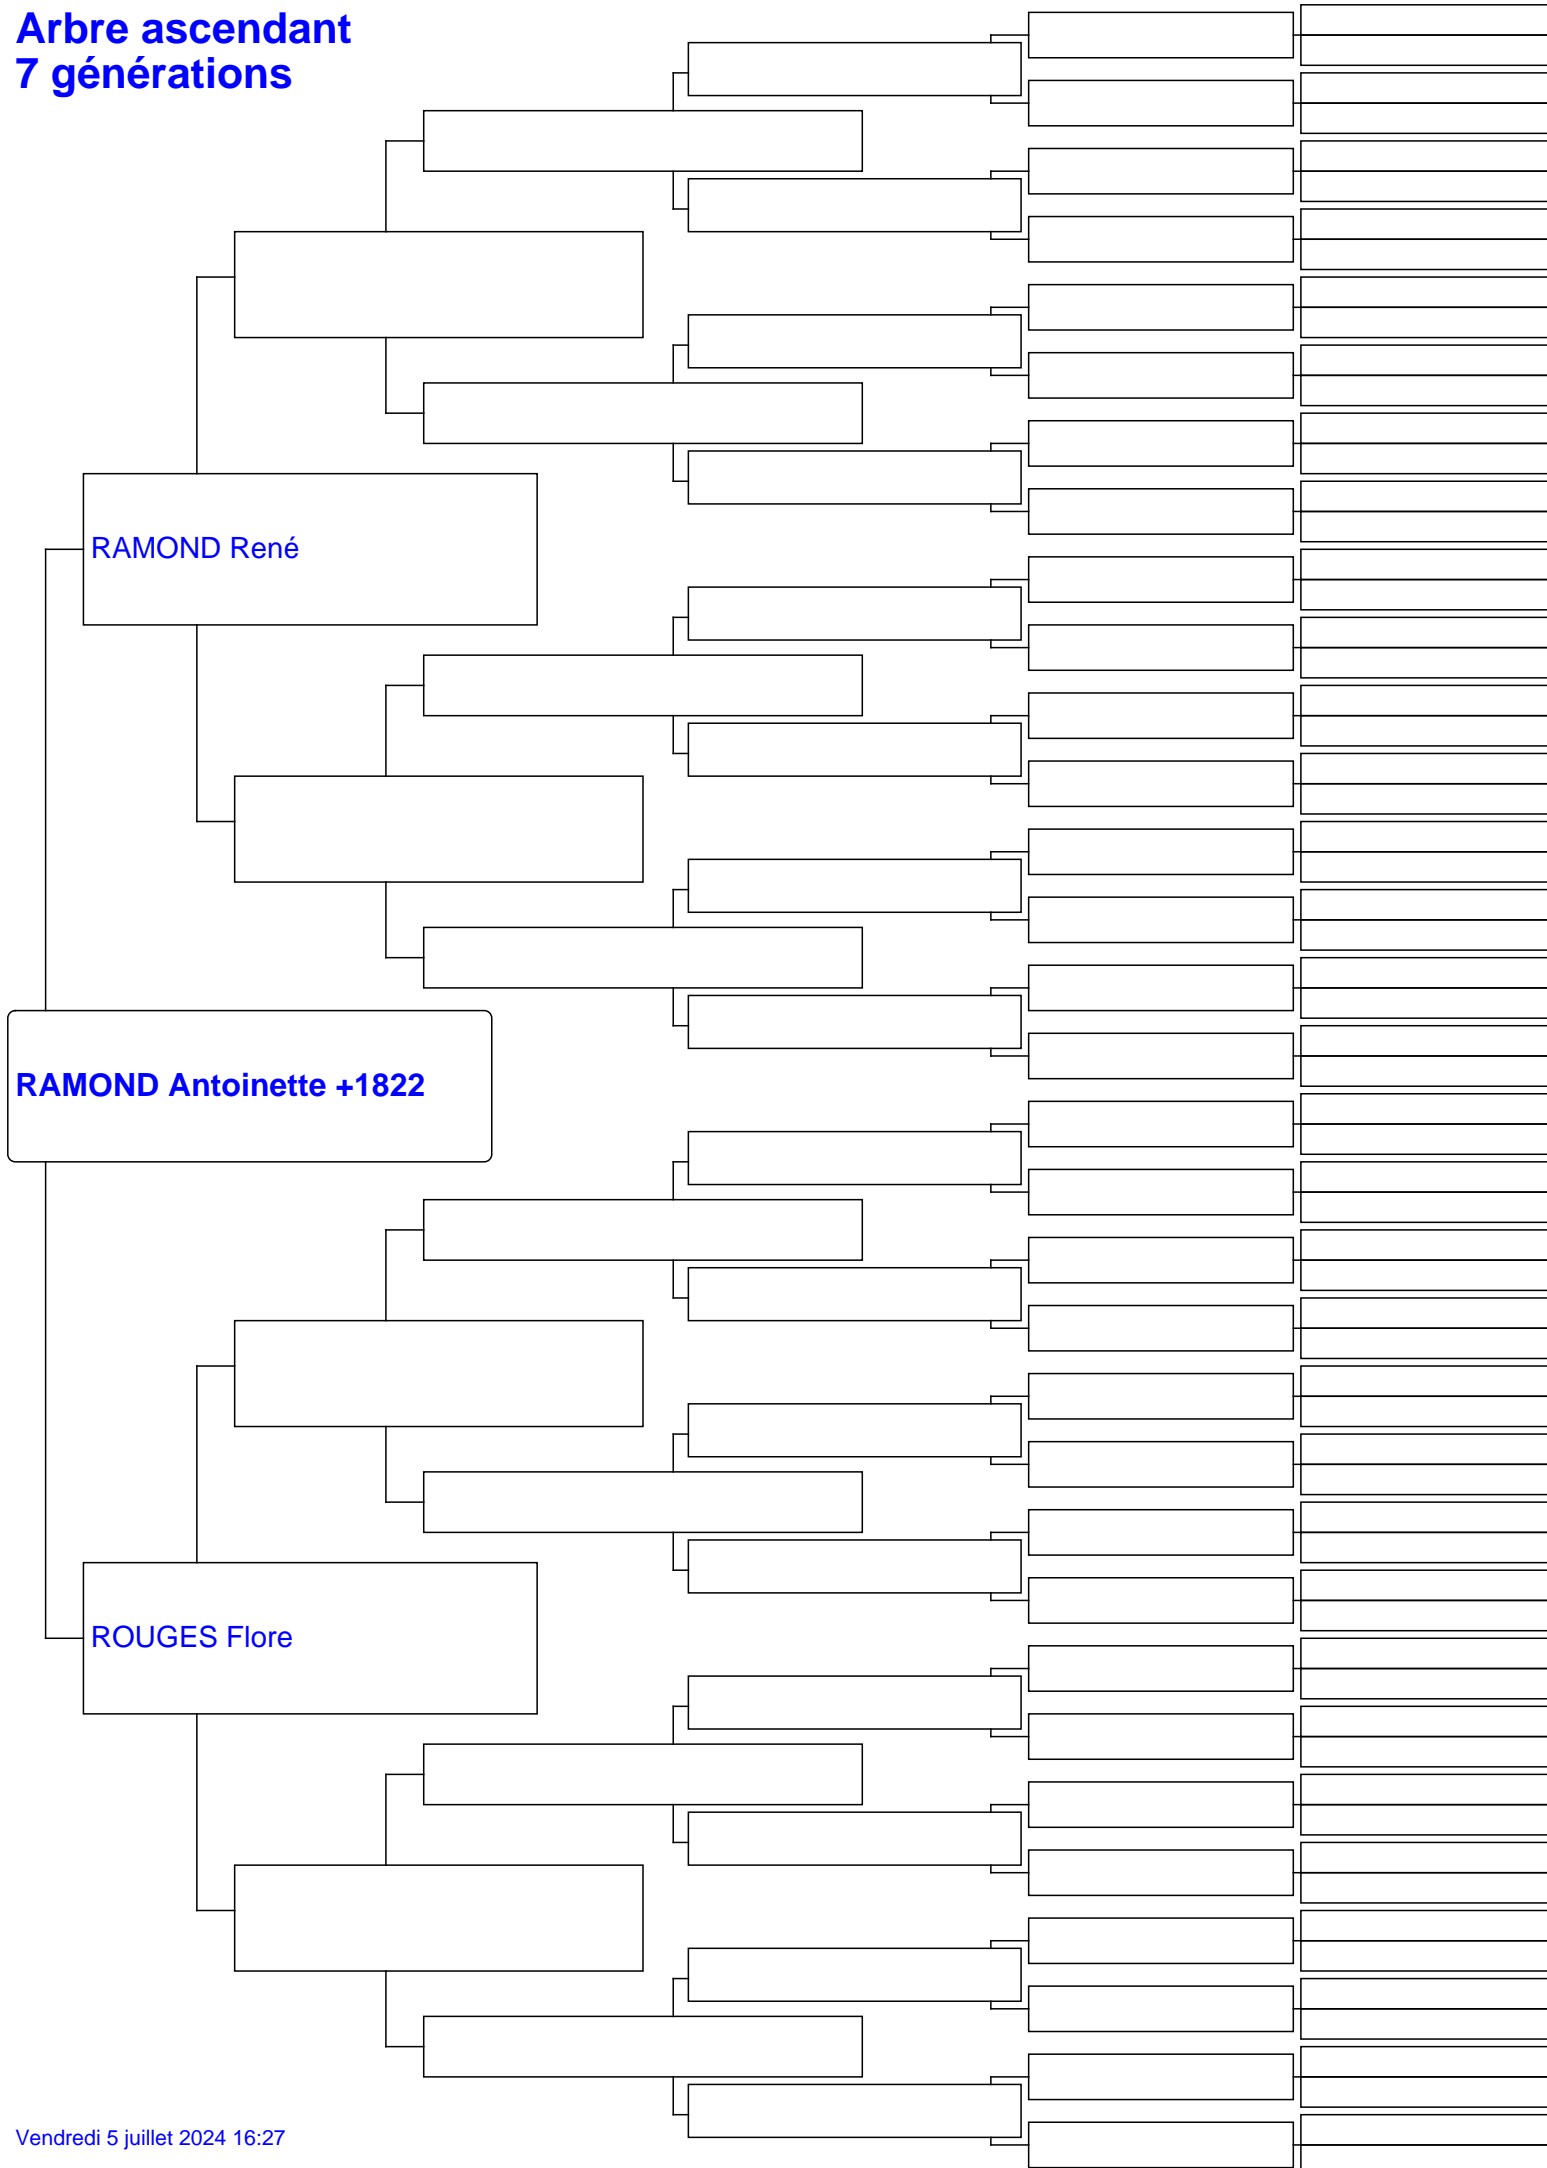 Arbre ascendant
7 générations
RAMOND René
RAMOND Antoinette +1822
ROUGES Flore
Vendredi 5 juillet 2024 16:27